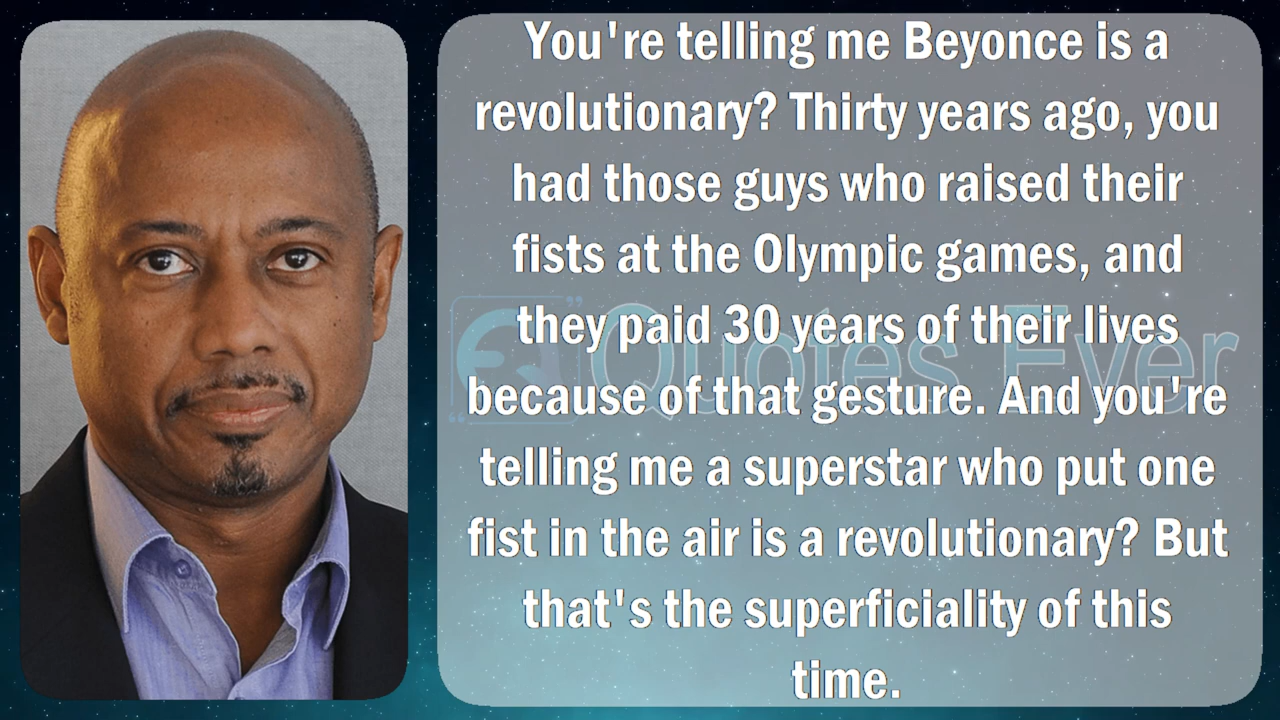 You're telling me Beyonce is a
revolutionary? Thirty years ago, you
had those guys who raised their
fists at the Olympic games, and
they paid 30 years of their lives
because of that gesture. And you're
telling me a superstar who put one
fist in the air is a revolutionary? But
that's the superficiality of this
time.
Quotes Ever